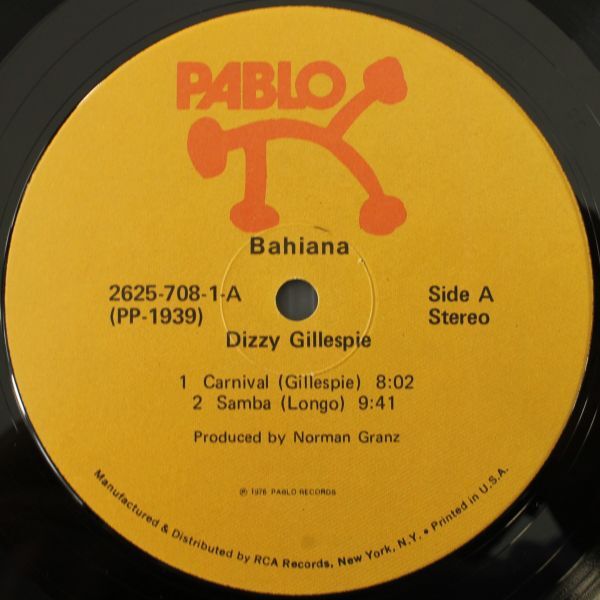 PABLO
Bahiana
2625-708-1-A
(PP-1939)
Side A
Stereo
Dizzy Gillespie
1 Carnival (Gillespie) 8:02
2 Samba (Longo) 9:41
Produced by Norman Granz
℗ 1976 PABLO RECORDS
Manufactured & Distributed by RCA Records, New York, N.Y. • Printed in U.S.A.